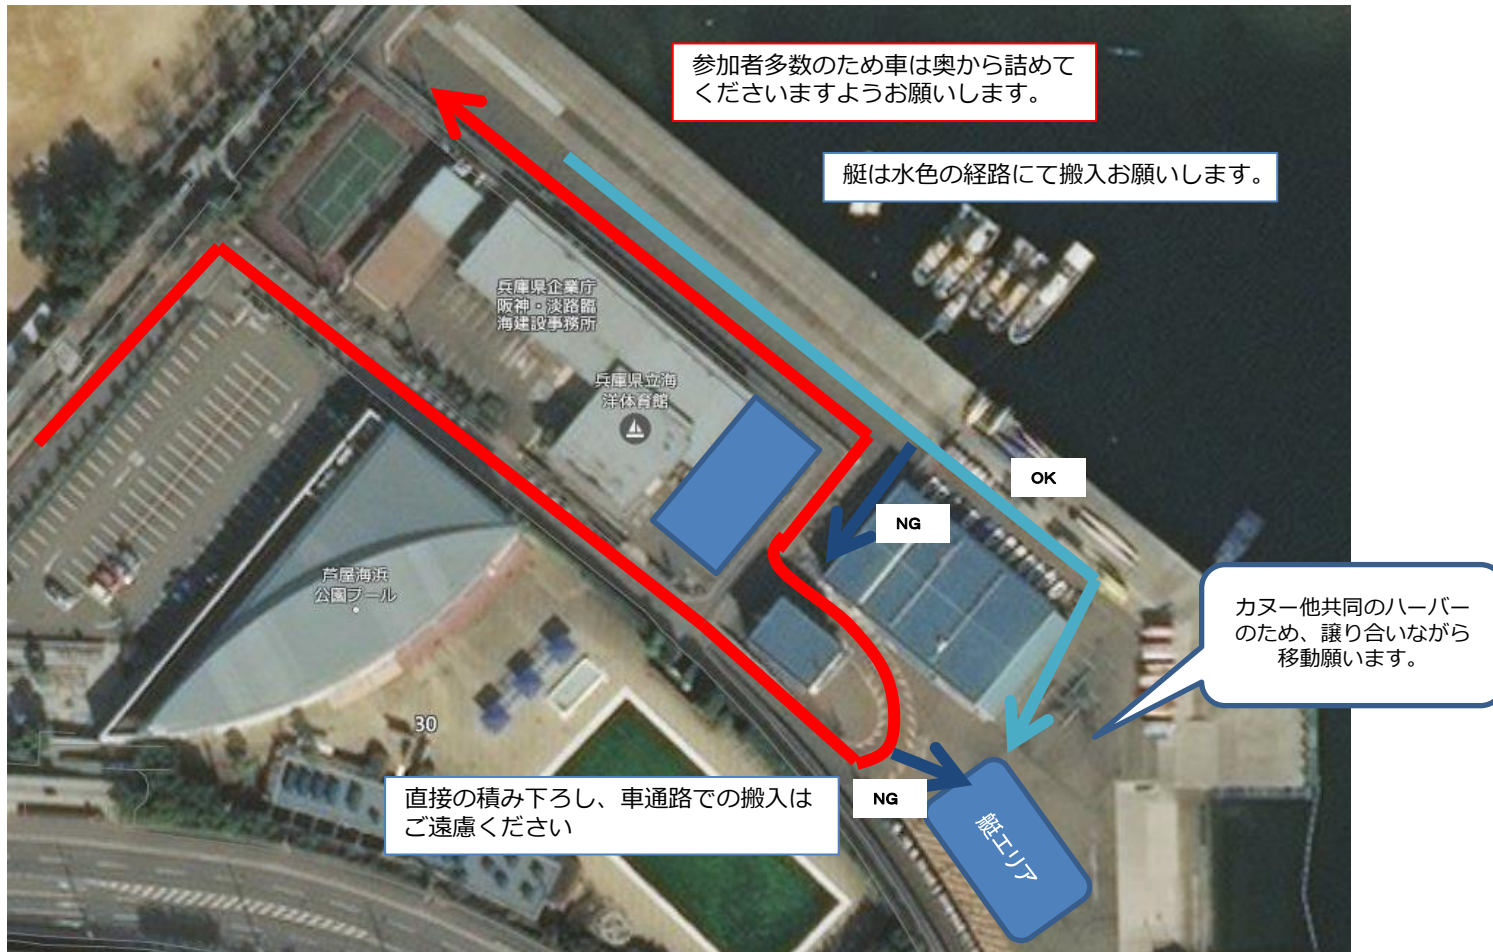 参加者多数のため車は奥から詰めて
くださいますようお願いします。
艇は水色の経路にて搬入お願いします。
兵庫県企業庁
阪神・淡路臨
海建設事務所
兵庫県立海
洋体育館
OK
NG
芦屋海浜
公園プール
カヌー他共同のハーバー
のため、譲り合いながら
移動願います。
30
直接の積み下ろし、車通路での搬入は
ご遠慮ください
NG
艇エリア